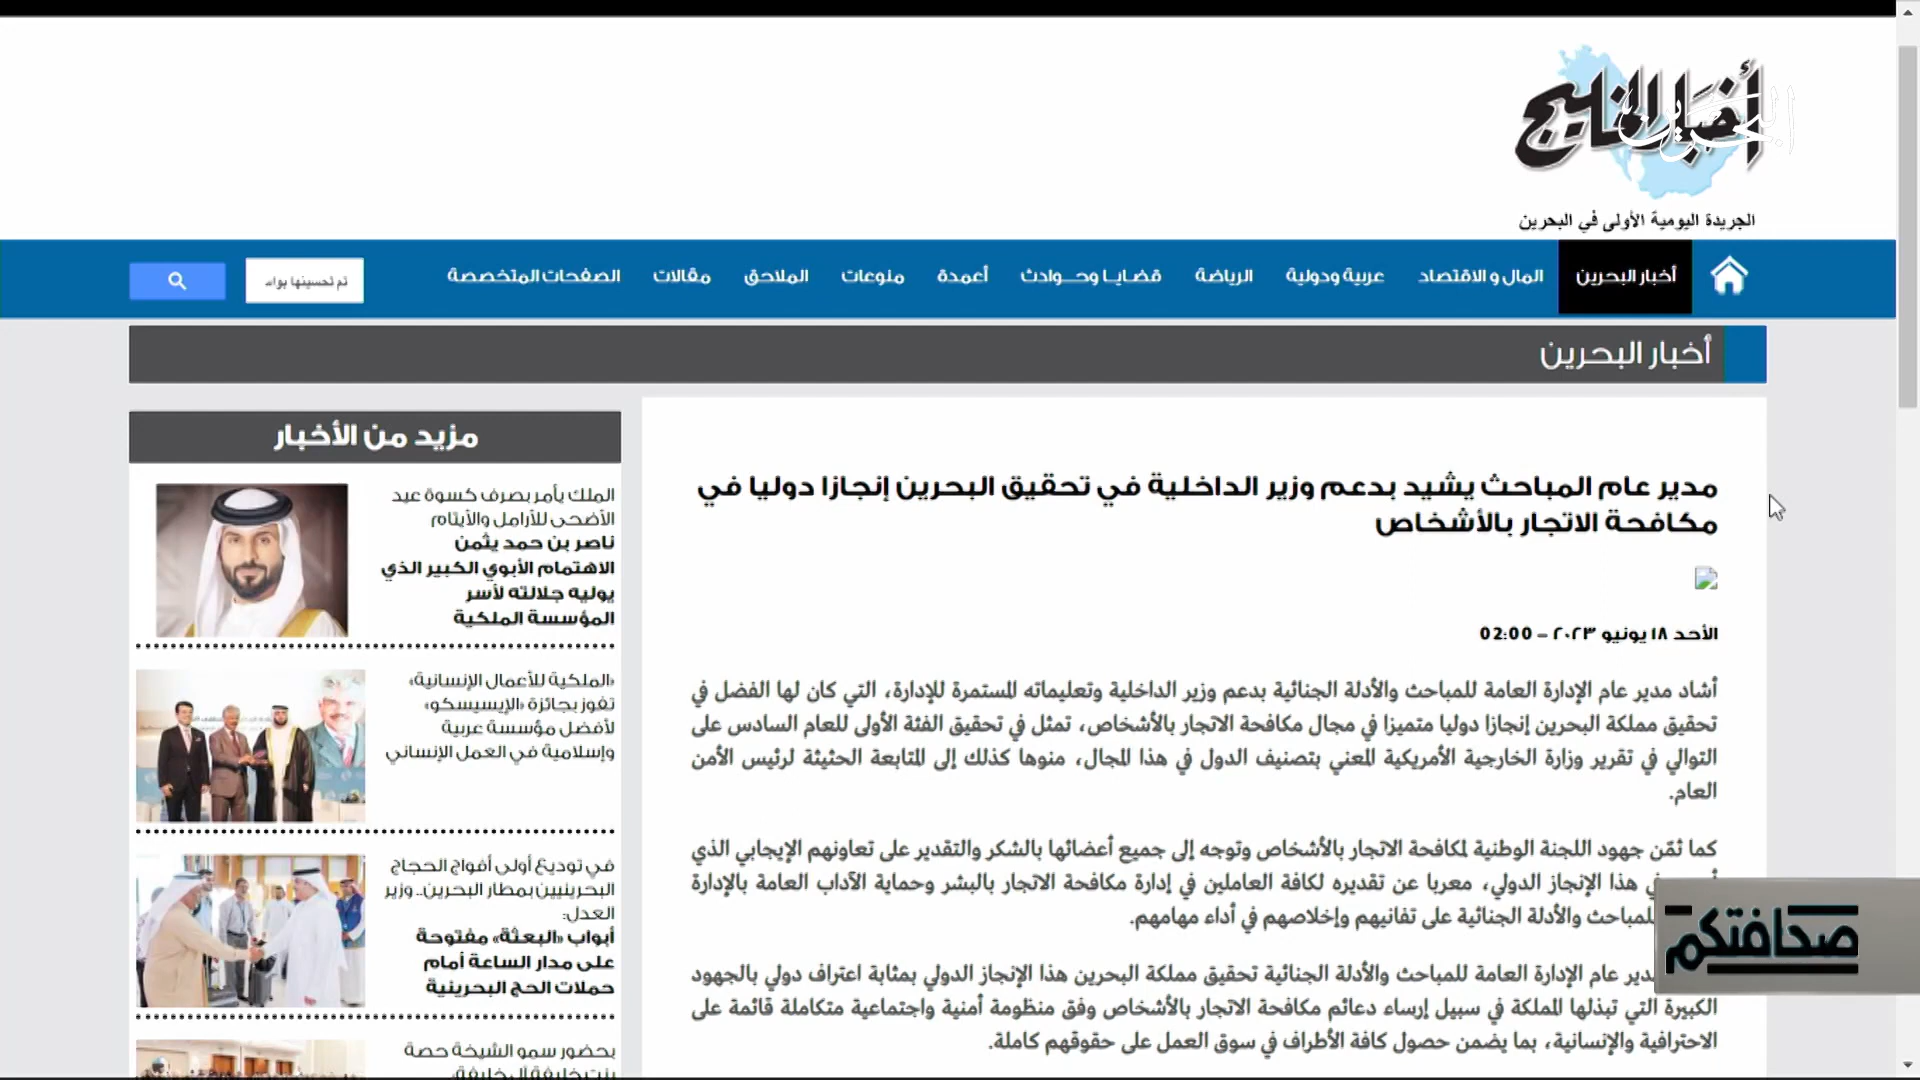 أخبار الخليج
البحرين
الجريدة اليومية الأولى في البحرين
أخبار البحرين
المال و الاقتصاد
عربية ودولية
الرياضة
قضايا وحوادث
أعمدة
منوعات
الملاحق
مقالات
الصفحات المتخصصة
أخبار البحرين
مدير عام المباحث يشيد بدعم وزير الداخلية في تحقيق البحرين إنجازا دوليا في
مكافحة الاتجار بالأشخاص
الأحد ١٨ يونيو ٢٠٢٣ - 02:00
أشاد مدير عام الإدارة العامة للمباحث والأدلة الجنائية بدعم وزير الداخلية وتعليماته المستمرة للإدارة، التي كان لها الفضل في
تحقيق مملكة البحرين إنجازا دوليا متميزا في مجال مكافحة الاتجار بالأشخاص، تمثل في تحقيق الفئة الأولى للعام السادس على
التوالي في تقرير وزارة الخارجية الأمريكية المعني بتصنيف الدول في هذا المجال، منوها كذلك إلى المتابعة الحثيثة لرئيس الأمن
العام.
كما ثمّن جهود اللجنة الوطنية لمكافحة الاتجار بالأشخاص وتوجه إلى جميع أعضائها بالشكر والتقدير على تعاونهم الإيجابي الذي
في هذا الإنجاز الدولي، معربا عن تقديره لكافة العاملين في إدارة مكافحة الاتجار بالبشر وحماية الآداب العامة بالإدارة
للمباحث والأدلة الجنائية على تفانيهم وإخلاصهم في أداء مهامهم.
مدير عام الإدارة العامة للمباحث والأدلة الجنائية تحقيق مملكة البحرين هذا الإنجاز الدولي بمثابة اعتراف دولي بالجهود
الكبيرة التي تبذلها المملكة في سبيل إرساء دعائم مكافحة الاتجار بالأشخاص وفق منظومة أمنية واجتماعية متكاملة قائمة على
الاحترافية والإنسانية، بما يضمن حصول كافة الأطراف في سوق العمل على حقوقهم كاملة.
صحافتكم
مزيد من الأخبار
الملك يأمر بصرف كسوة عيد
الأضحى للأرامل والأيتام
ناصر بن حمد يثمن
الاهتمام الأبوي الكبير الذي
يوليه جلالته لأسر
المؤسسة الملكية
«الملكية للأعمال الإنسانية»
تفوز بجائزة «الإيسيسكو»
لأفضل مؤسسة عربية
وإسلامية في العمل الإنساني
في توديع أولى أفواج الحجاج
البحرينيين بمطار البحرين.. وزير
العدل:
أبواب «البعثة» مفتوحة
على مدار الساعة أمام
حملات الحج البحرينية
بحضور سمو الشيخة حصة
بنت خليفة آل خليفة: